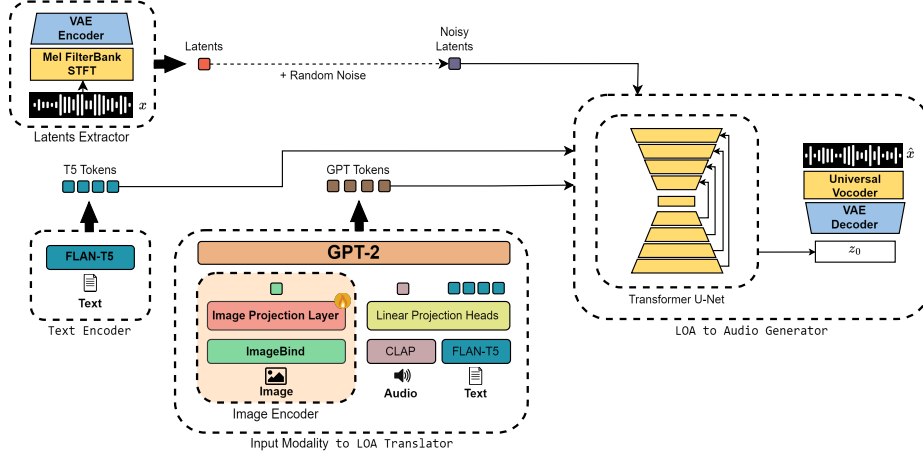 VAE
Encoder
Mel FilterBank
STFT
x
Latents Extractor
Latents
+ Random Noise
Noisy
Latents
T5 Tokens
GPT Tokens
FLAN-T5
Text
Text Encoder
GPT-2
Image Projection Layer
Linear Projection Heads
ImageBind
CLAP
FLAN-T5
Image
Audio
Text
Image Encoder
Input Modality to LOA Translator
x̂
Universal
Vocoder
VAE
Decoder
z₀
Transformer U-Net
LOA to Audio Generator